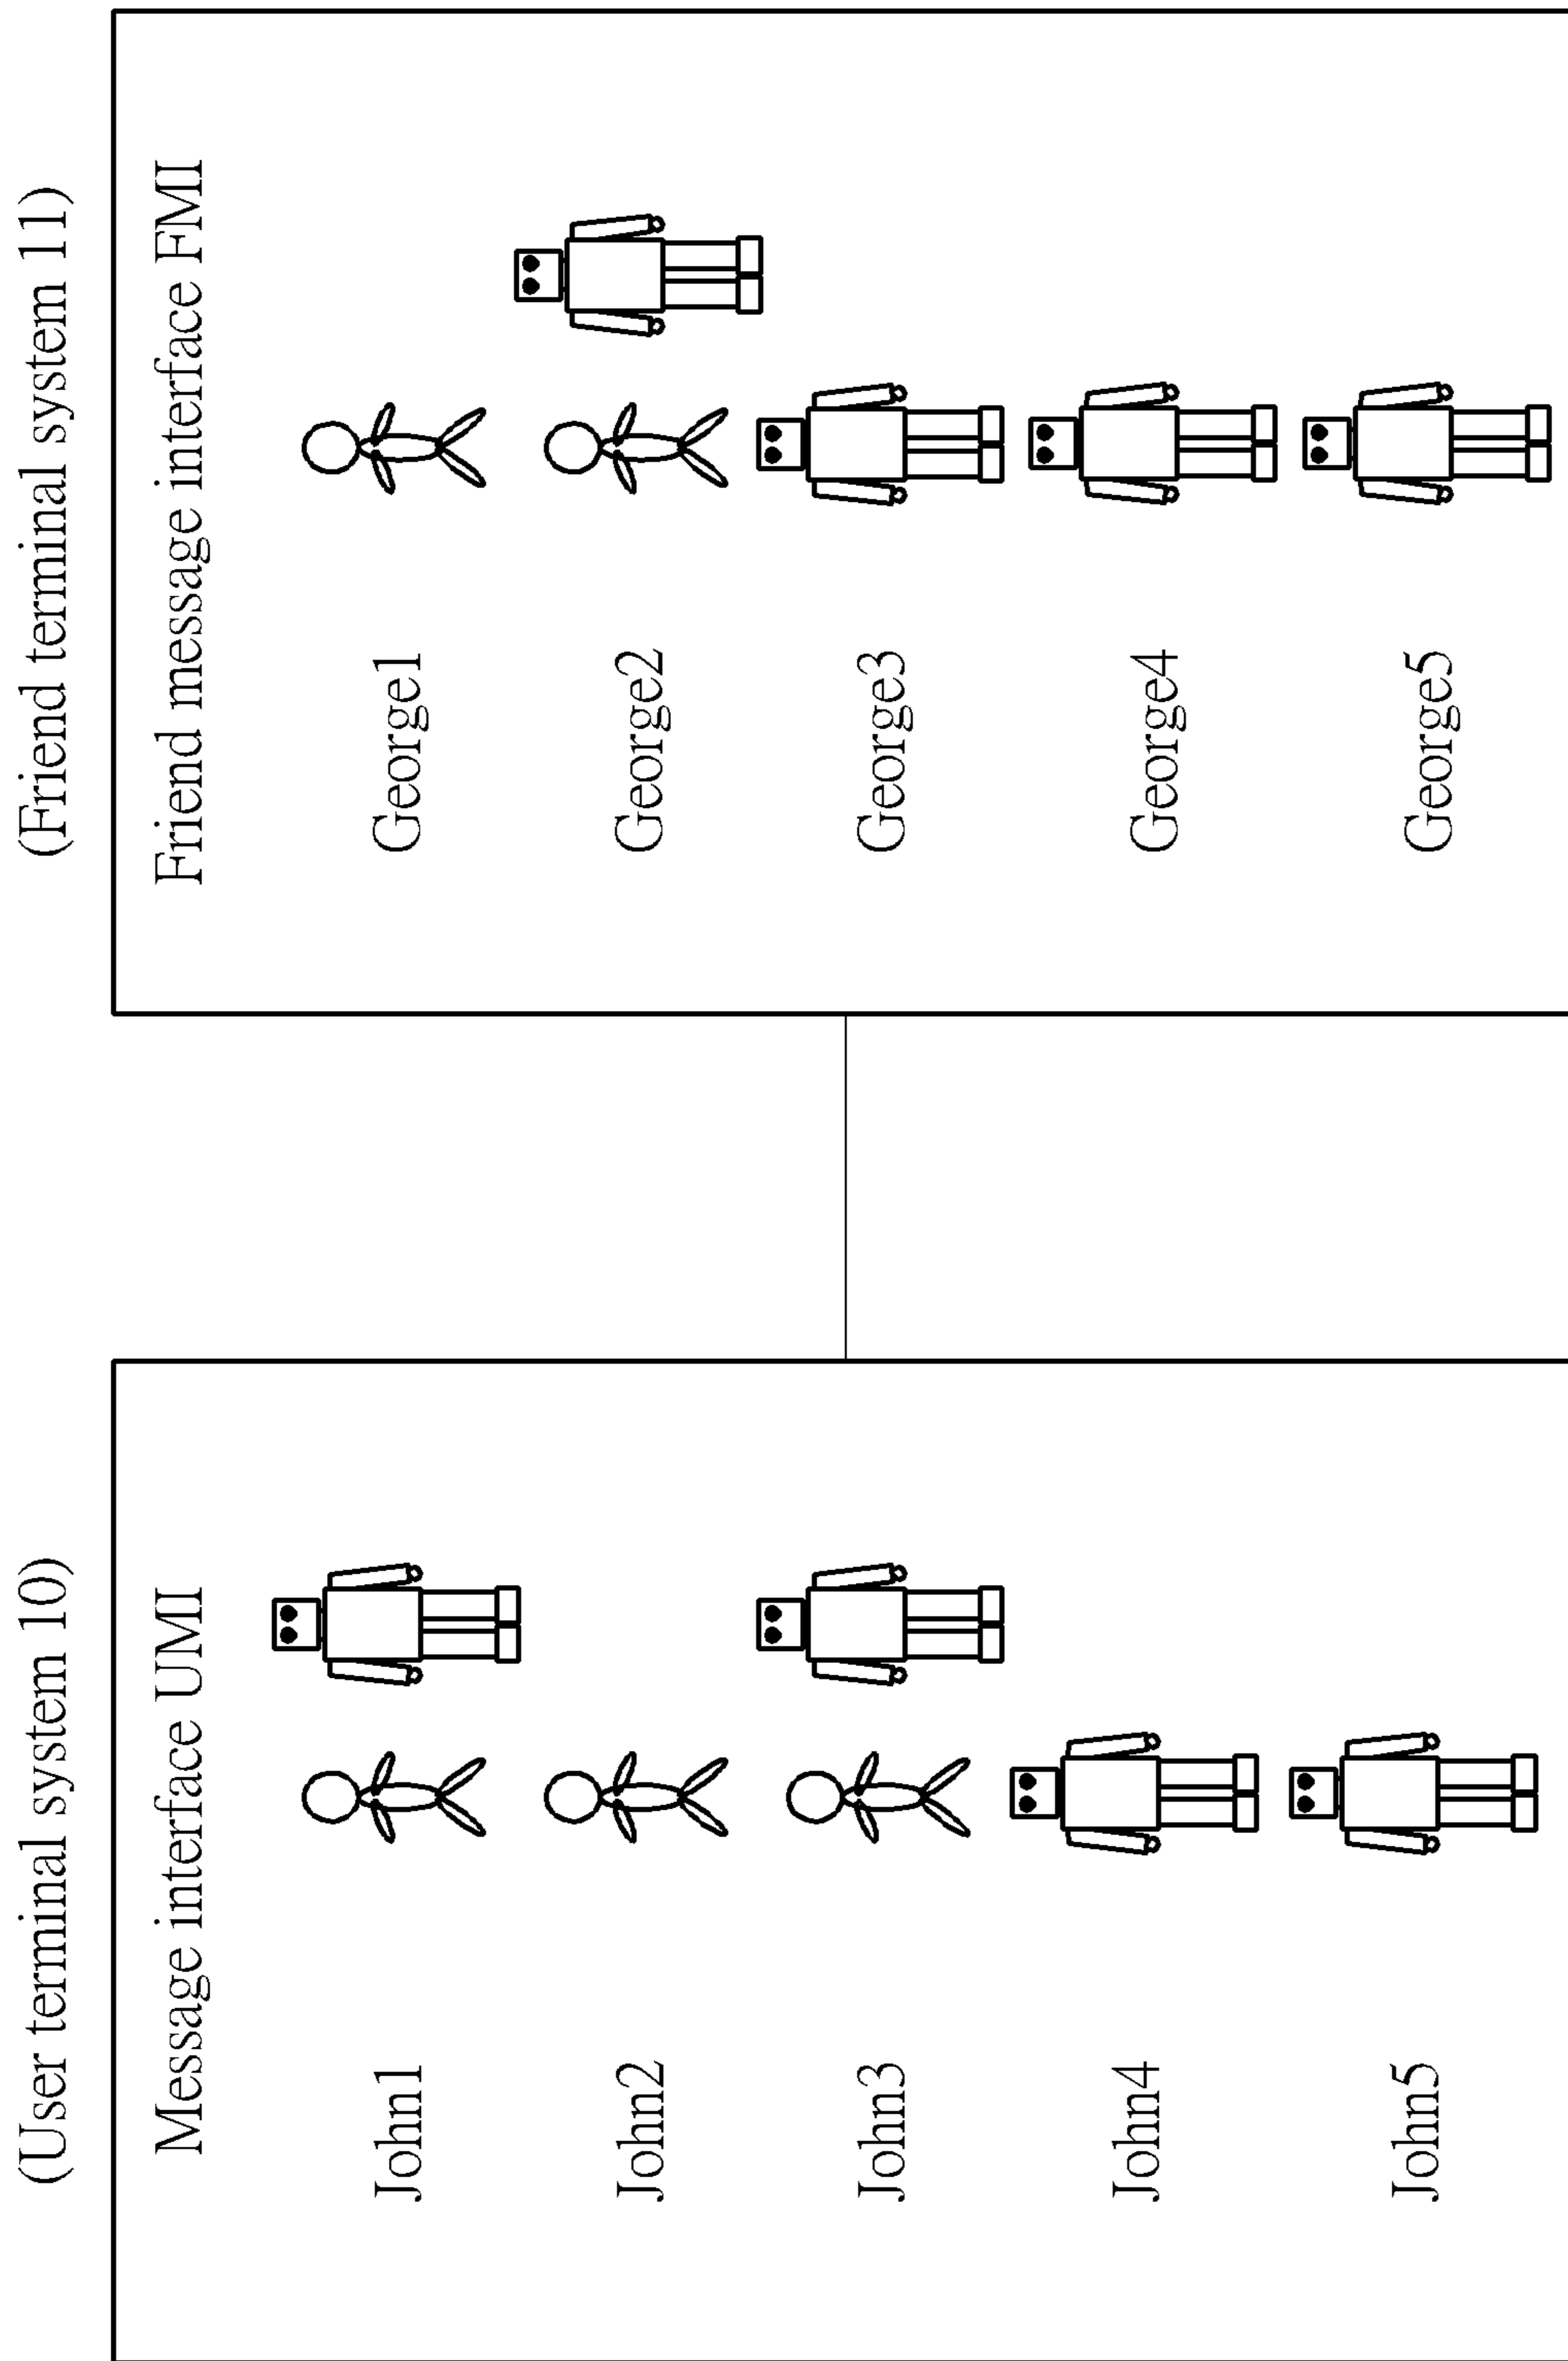 (User terminal system 10)
Message interface UMI
John1
John2
John3
John4
John5
(Friend terminal system 11)
Friend message interface FMI
George1
George2
George3
George4
George5